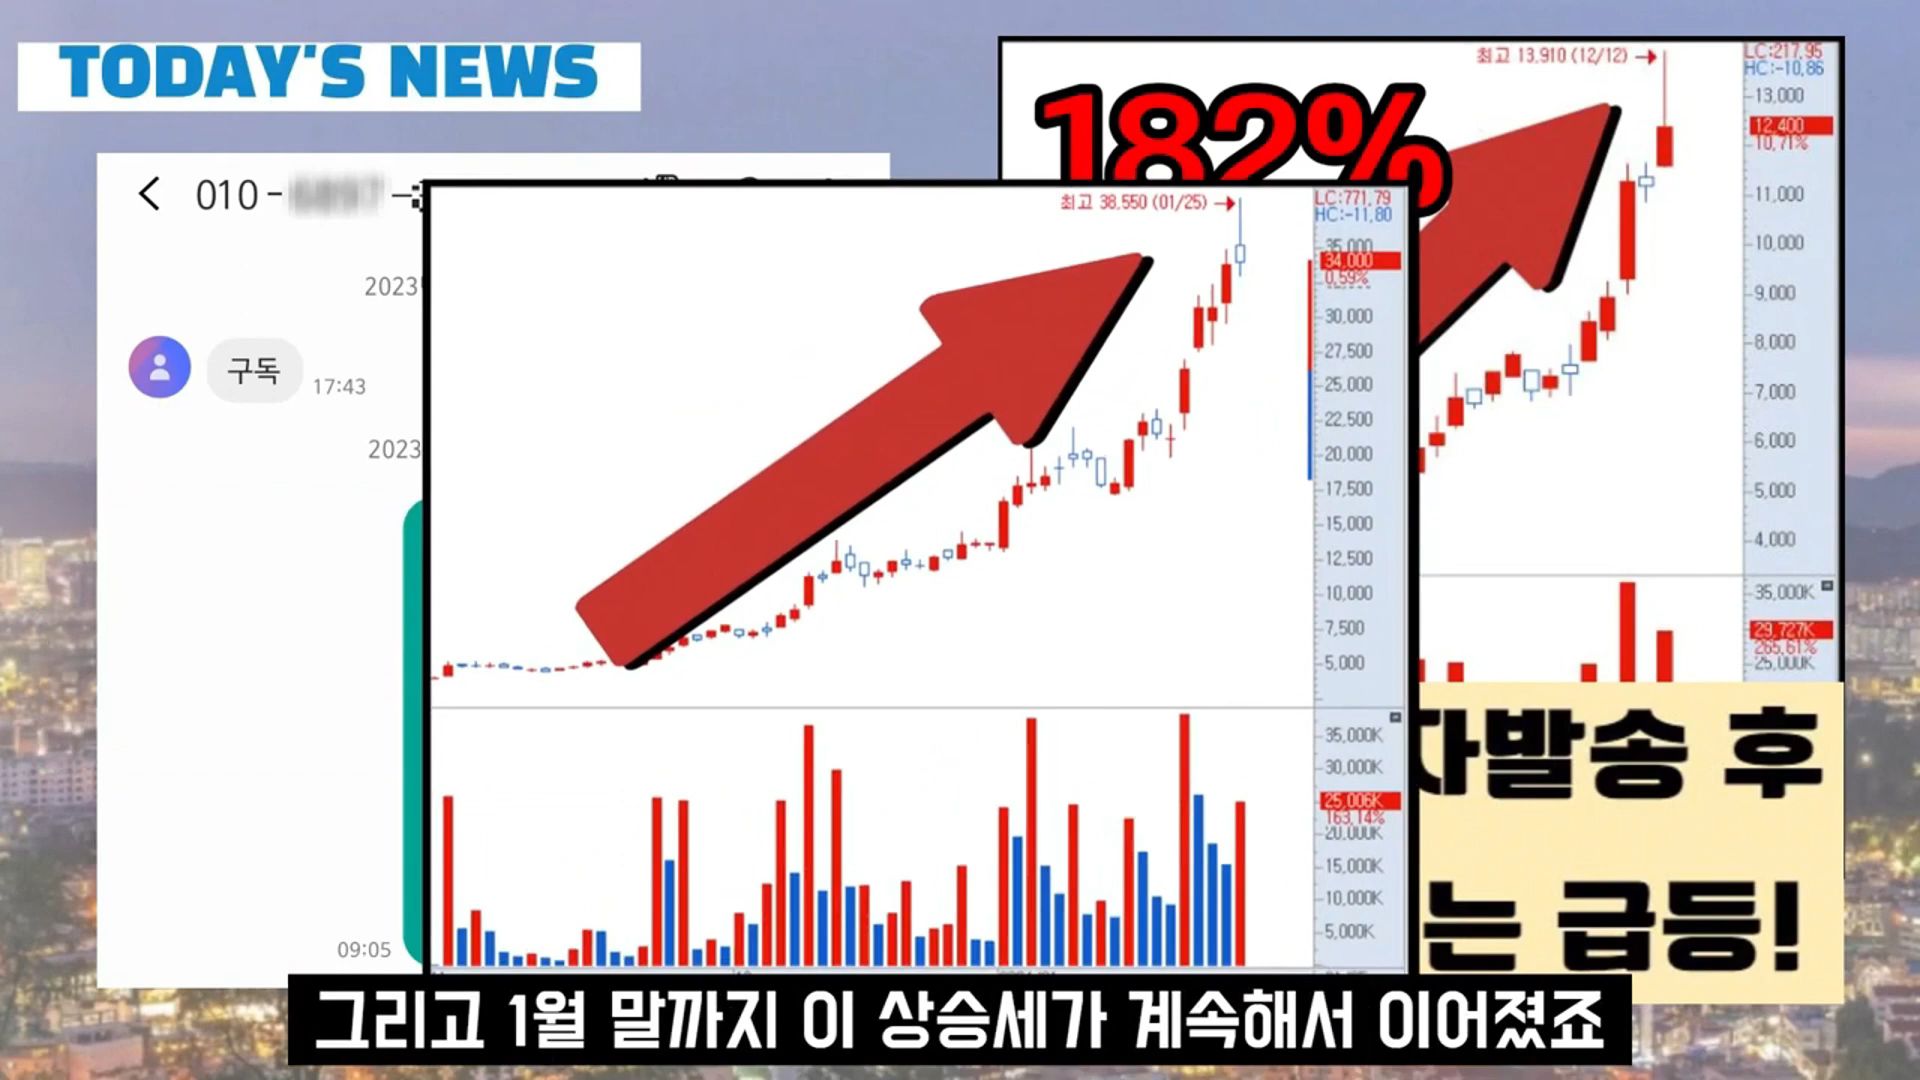 TODAY'S NEWS
010-
2023
구독
17:43
2023
09:05
182%
최고 13,910 (12/12)
LC:217.95
HC:-10.86
13,000
12,400
10.71%
11,000
10,000
9,000
8,000
7,000
6,000
5,000
4,000
35,000K
29,727K
265.61%
25,000K
최고 38,550 (01/25)
LC:771.79
HC:-11.80
35,000
34,000
0.59%
30,000
27,500
25,000
22,500
20,000
17,500
15,000
12,500
10,000
7,500
5,000
35,000K
30,000K
25,006K
163.14%
20,000K
15,000K
10,000K
5,000K
자발송 후
는 급등!
그리고 1월 말까지 이 상승세가 계속해서 이어졌죠